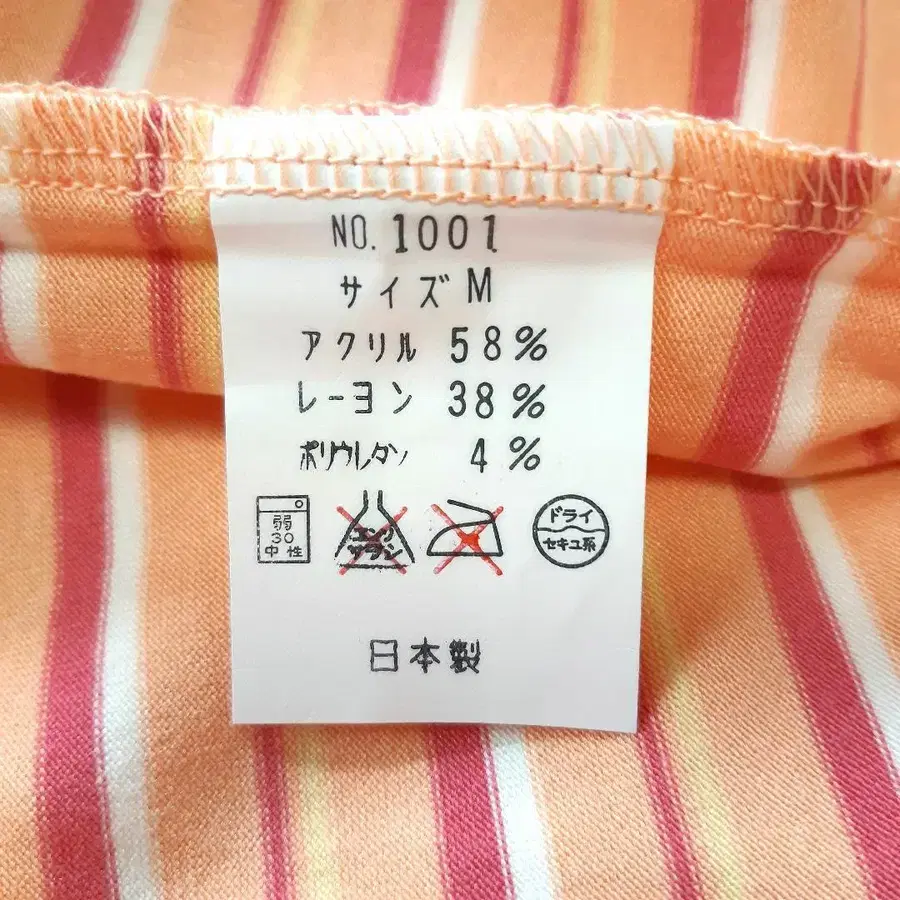 NO. 1001
サイズ M
アクリル 58%
レーヨン 38%
ポリウレタン 4%
弱
30
中性
エンソ
サラシ
ドライ
セキユ系
日本製